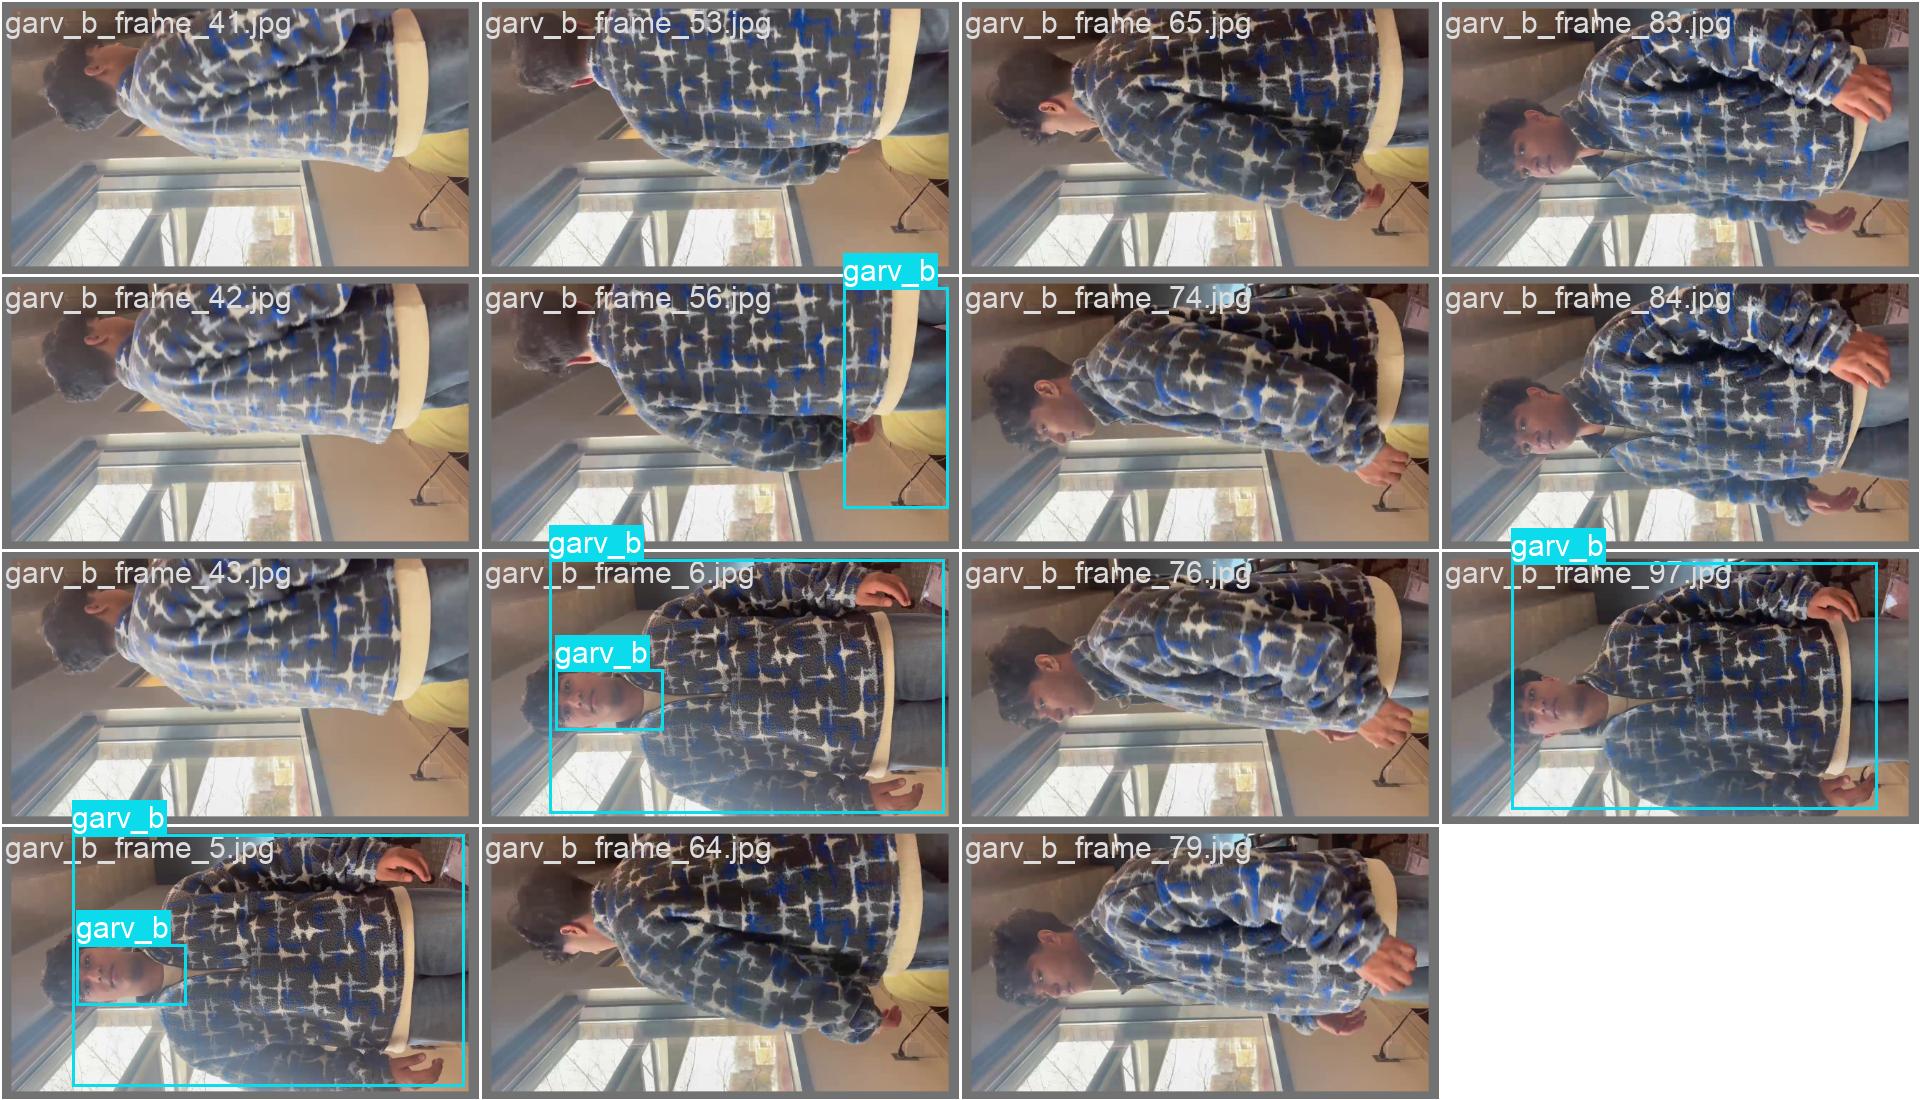 garv_b_frame_41.jpg
garv_b_frame_53.jpg
garv_b_frame_65.jpg
garv_b_frame_83.jpg
garv_b
garv_b_frame_42.jpg
garv_b_frame_56.jpg
garv_b_frame_74.jpg
garv_b_frame_84.jpg
garv_b
garv_b
garv_b_frame_43.jpg
garv_b_frame_6.jpg
garv_b_frame_76.jpg
garv_b_frame_97.jpg
garv_b
garv_b
garv_b_frame_5.jpg
garv_b_frame_64.jpg
garv_b_frame_79.jpg
garv_b